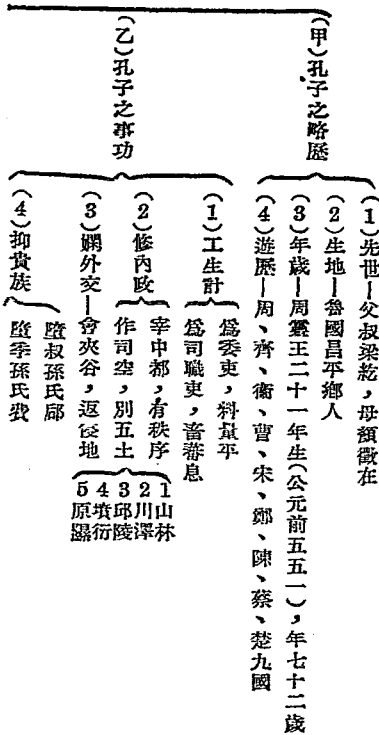 （甲）孔子之略歷
（1）先世—父叔梁紇，母顏徵在
（2）生地—魯國昌平鄉人
（3）年歲—周靈王二十一年生（公元前五五一），年七十二歲
（4）遊歷—周、齊、衞、曹、宋、鄭、陳、蔡、楚九國
（乙）孔子之事功
（1）工生計
爲委吏，料量平
爲司職吏，畜蕃息
（2）修內政
宰中都，有秩序
作司空，別五土
1山林
2川澤
3邱陵
4墳衍
5原隰
（3）嫻外交—會夾谷，返侵地
（4）抑貴族
墮叔孫氏郈
墮季孫氏費